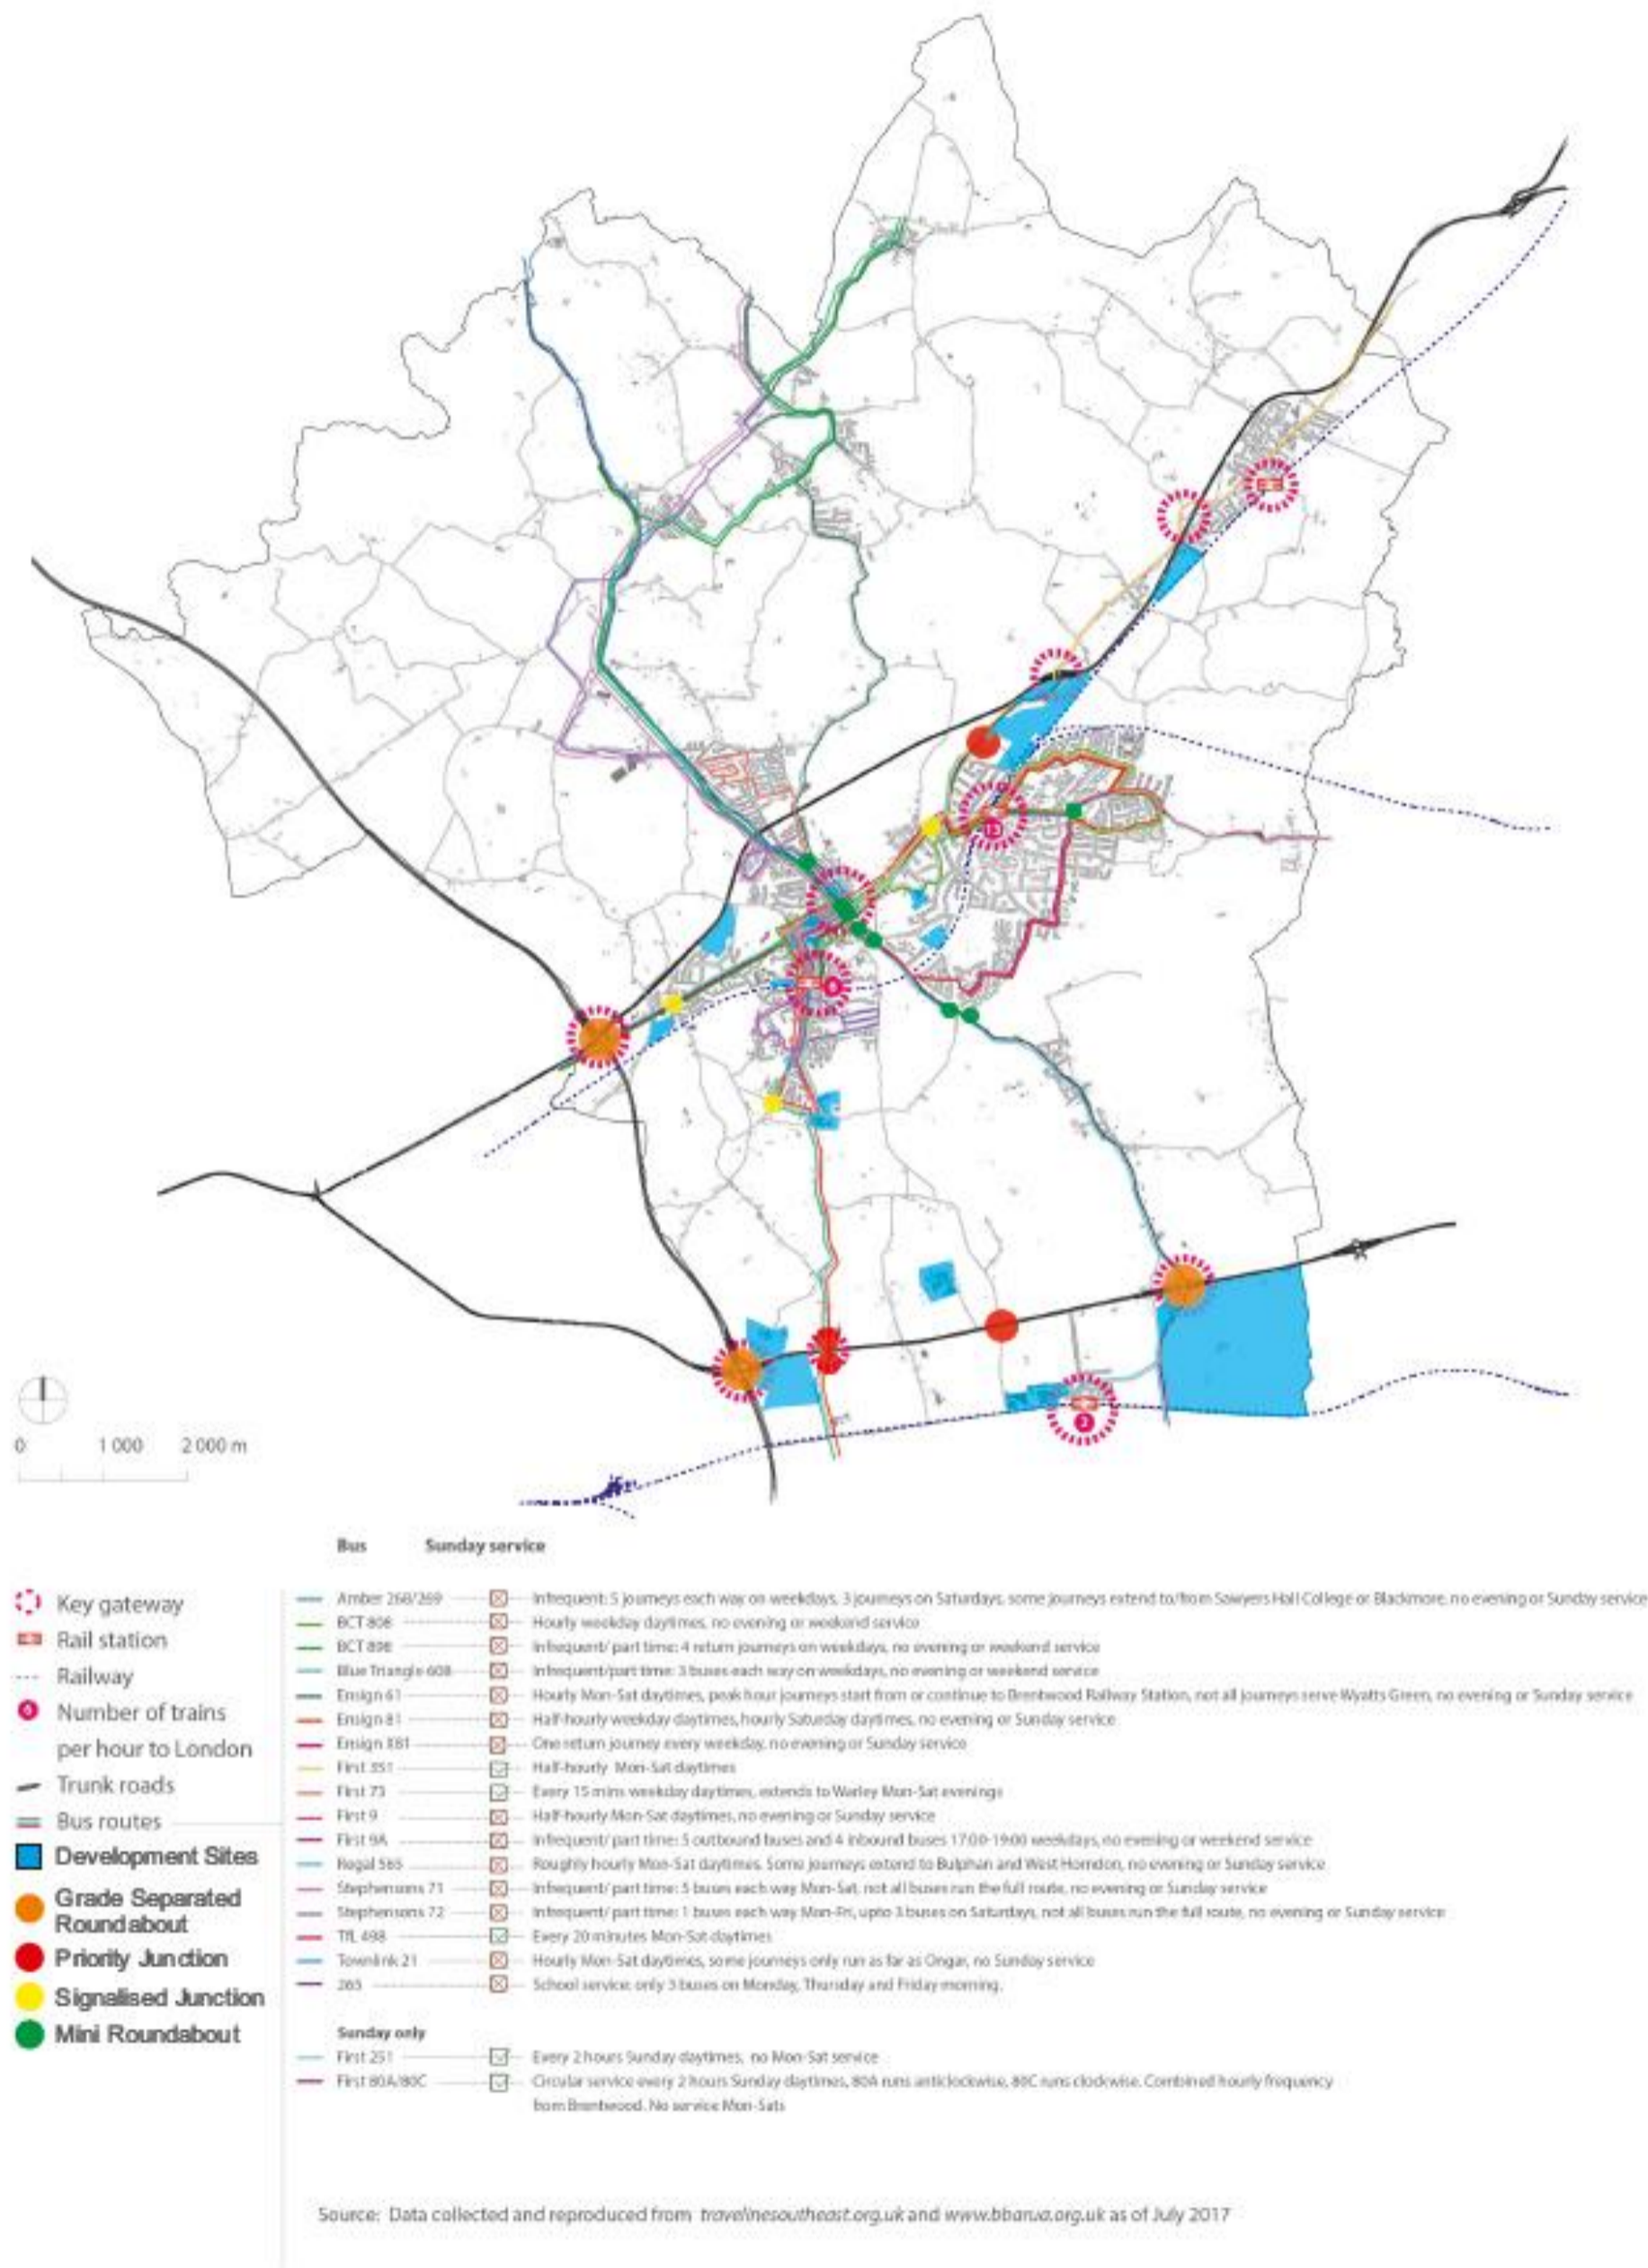 0 1 000 2 000 m
Bus Sunday service
Key gateway
Rail station
Railway
Number of trains
per hour to London
Trunk roads
Bus routes
Development Sites
Grade Separated
Roundabout
Priority Junction
Signalised Junction
Mini Roundabout
Amber 268/269 Infrequent: 5 journeys each way on weekdays, 3 journeys on Saturdays, some journeys extend to/from Sawyers Hall College or Blackmore, no evening or Sunday service
BCT 808 Hourly weekday daytimes, no evening or weekend service
BCT 898 Infrequent/ part time: 4 return journeys on weekdays, no evening or weekend service
Blue Triangle 608 Infrequent/part time: 3 buses each way on weekdays, no evening or weekend service
Ensign 61 Hourly Mon-Sat daytimes, peak hour journeys start from or continue to Brentwood Railway Station, not all journeys serve Wyatts Green, no evening or Sunday service
Ensign 81 Half-hourly weekday daytimes, hourly Saturday daytimes, no evening or Sunday service
Ensign X81 One return journey every weekday, no evening or Sunday service
First 351 Half-hourly Mon-Sat daytimes
First 73 Every 15 mins weekday daytimes, extends to Warley Mon-Sat evenings
First 9 Half-hourly Mon-Sat daytimes, no evening or Sunday service
First 9A Infrequent/ part time: 5 outbound buses and 4 inbound buses 17:00-19:00 weekdays, no evening or weekend service
Regal 565 Roughly hourly Mon-Sat daytimes. Some journeys extend to Bulphan and West Horndon, no evening or Sunday service
Stephensons 71 Infrequent/ part time: 5 buses each way Mon-Sat, not all buses run the full route, no evening or Sunday service
Stephensons 72 Infrequent/ part time: 1 buses each way Mon-Fri, upto 3 buses on Saturdays, not all buses run the full route, no evening or Sunday service
TfL 498 Every 20 minutes Mon-Sat daytimes
Townlink 21 Hourly Mon-Sat daytimes, some journeys only run as far as Ongar, no Sunday service
265 School service: only 3 buses on Monday, Thursday and Friday morning.
Sunday only
First 251 Every 2 hours Sunday daytimes, no Mon-Sat service
First 80A/80C Circular service every 2 hours Sunday daytimes, 80A runs anticlockwise, 80C runs clockwise. Combined hourly frequency
from Brentwood. No service Mon-Sats
Source: Data collected and reproduced from travelinesoutheast.org.uk and www.bbarua.org.uk as of July 2017